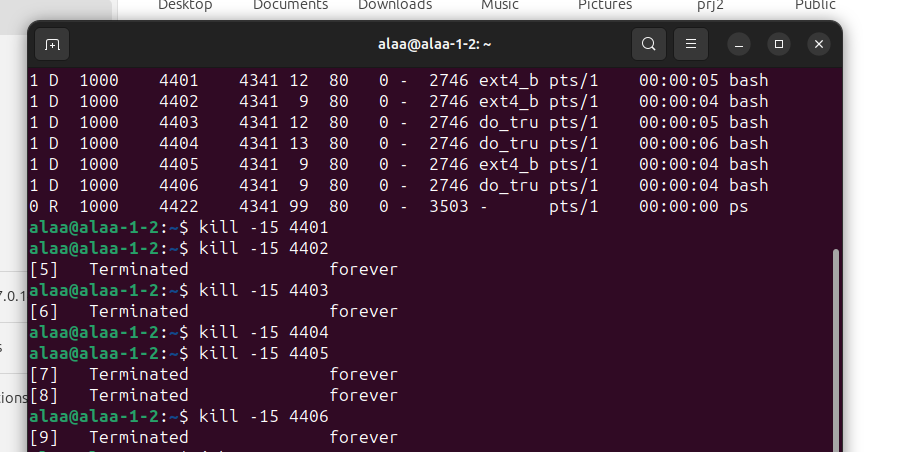 Desktop Documents Downloads Music Pictures prj2 Public
alaa@alaa-1-2: ~
1 D  1000    4401    4341 12  80   0 -  2746 ext4_b pts/1    00:00:05 bash
1 D  1000    4402    4341  9  80   0 -  2746 ext4_b pts/1    00:00:04 bash
1 D  1000    4403    4341 12  80   0 -  2746 do_tru pts/1    00:00:05 bash
1 D  1000    4404    4341 13  80   0 -  2746 do_tru pts/1    00:00:06 bash
1 D  1000    4405    4341  9  80   0 -  2746 ext4_b pts/1    00:00:04 bash
1 D  1000    4406    4341  9  80   0 -  2746 do_tru pts/1    00:00:04 bash
0 R  1000    4422    4341 99  80   0 -  3503 -      pts/1    00:00:00 ps
alaa@alaa-1-2:~$ kill -15 4401
alaa@alaa-1-2:~$ kill -15 4402
[5]   Terminated              forever
7.0.1
alaa@alaa-1-2:~$ kill -15 4403
[6]   Terminated              forever
alaa@alaa-1-2:~$ kill -15 4404
s
alaa@alaa-1-2:~$ kill -15 4405
[7]   Terminated              forever
[8]   Terminated              forever
tions
alaa@alaa-1-2:~$ kill -15 4406
[9]   Terminated              forever